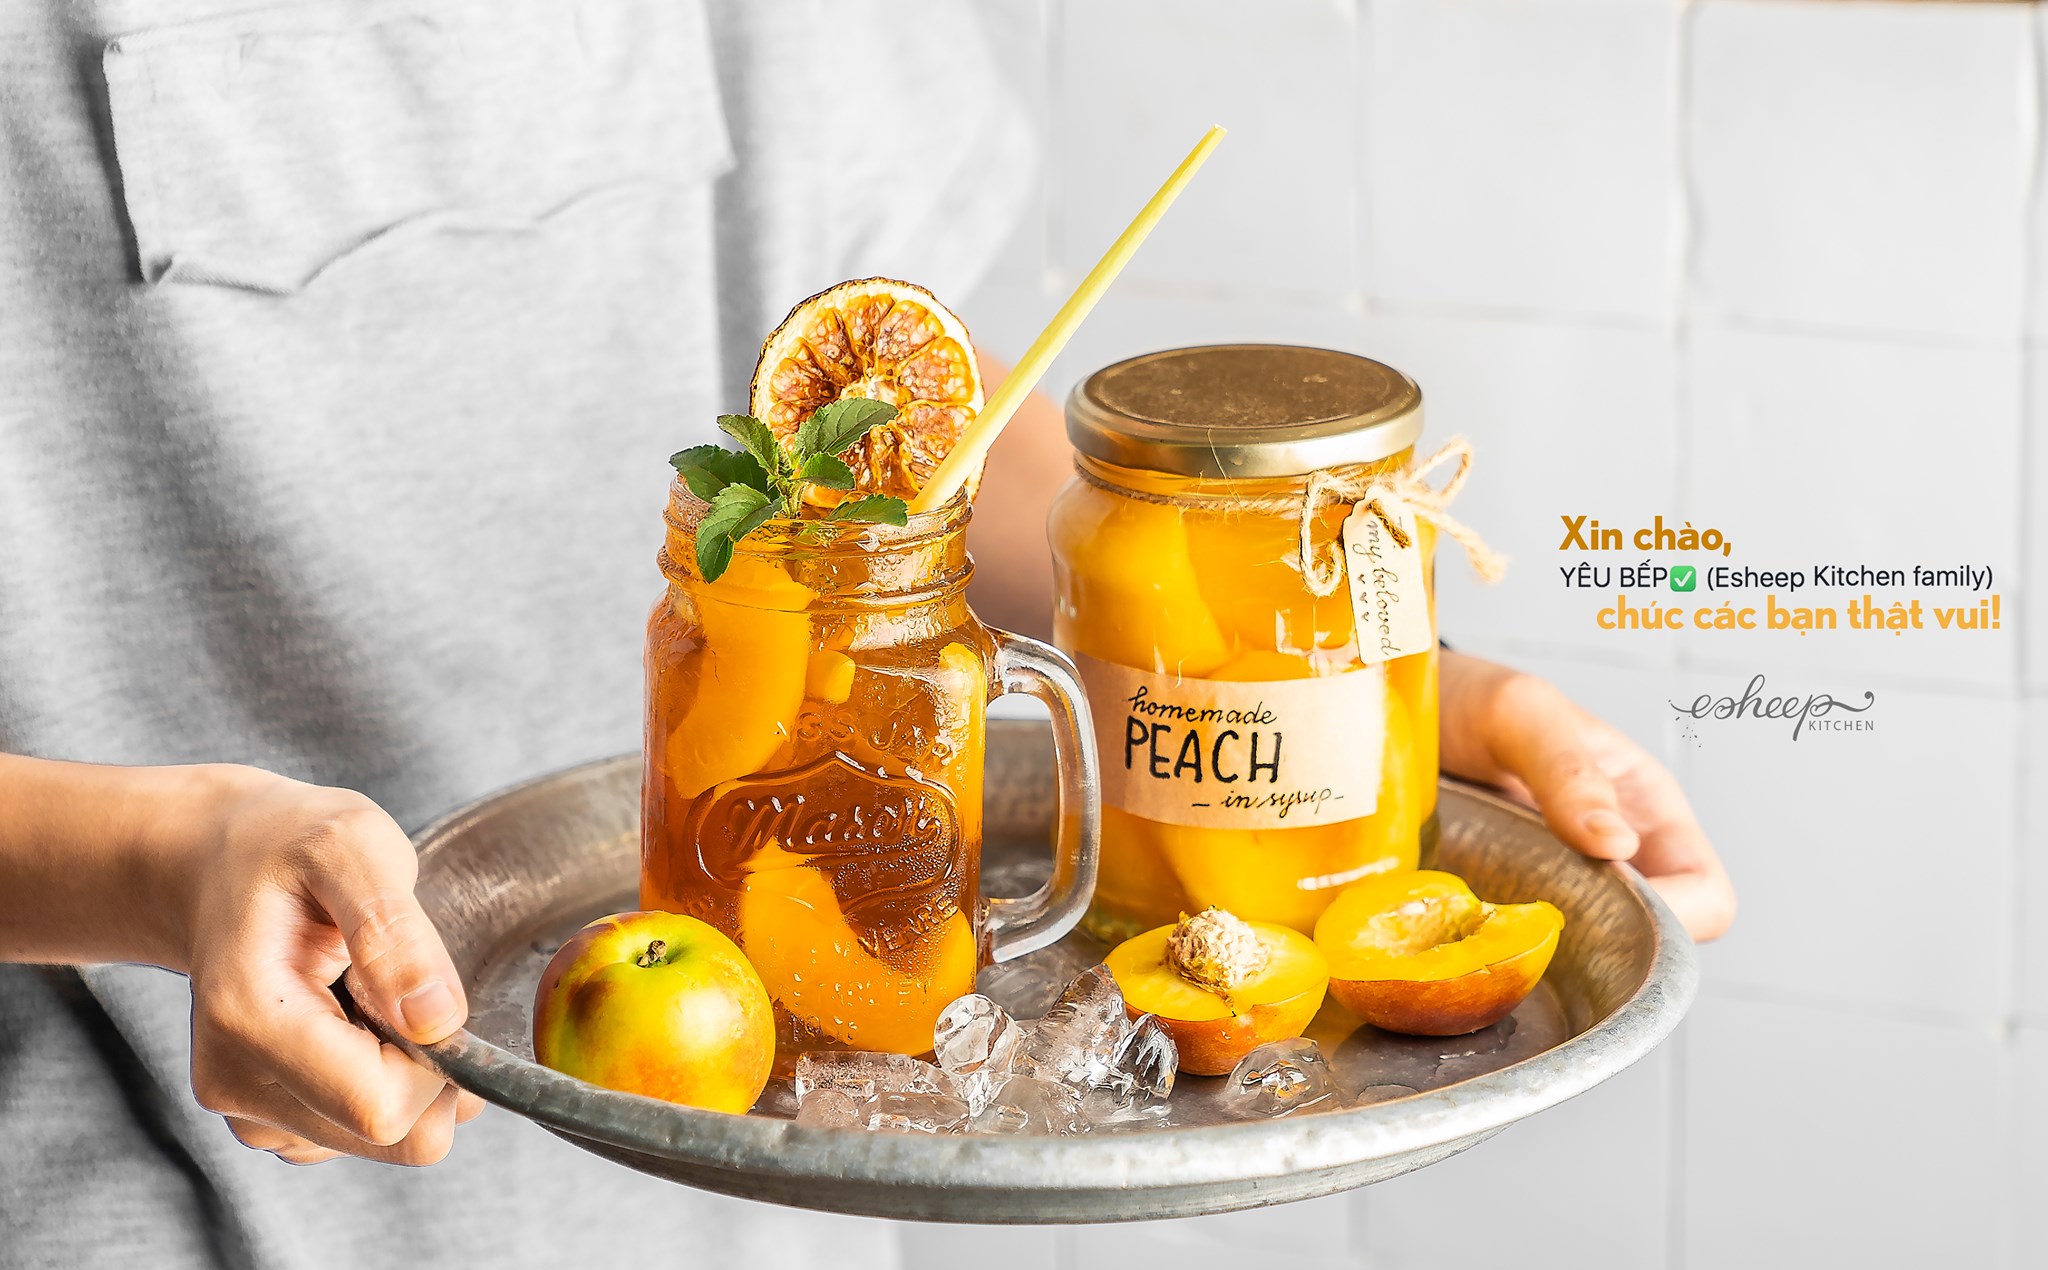 Xin chào,
YÊU BẾP✅ (Esheep Kitchen family)
chúc các bạn thật vui!
esheep
KITCHEN
my beloved
homemade
PEACH
- in syrup -
Mason